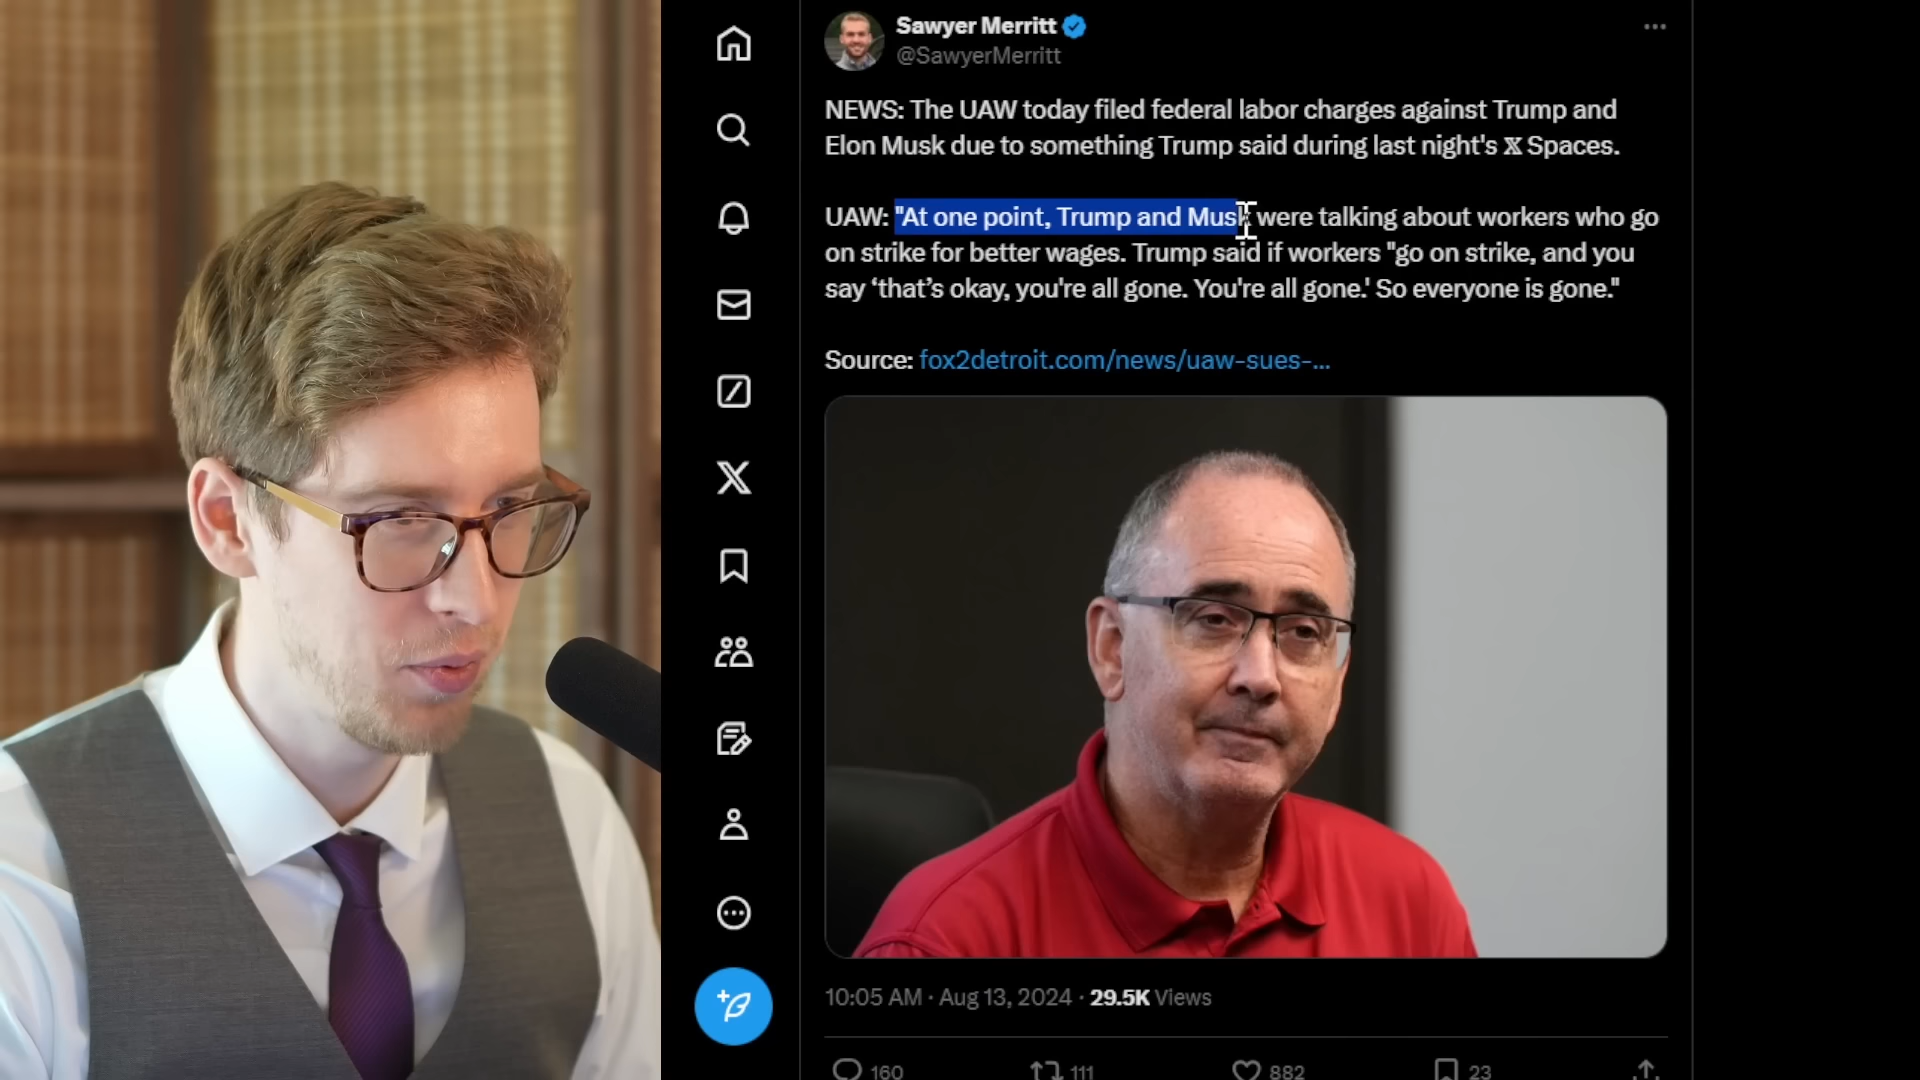 Sawyer Merritt
@SawyerMerritt
NEWS: The UAW today filed federal labor charges against Trump and
Elon Musk due to something Trump said during last night's 𝕏 Spaces.
UAW: "At one point, Trump and Musk were talking about workers who go
on strike for better wages. Trump said if workers "go on strike, and you
say ‘that’s okay, you're all gone. You're all gone.' So everyone is gone."
Source: fox2detroit.com/news/uaw-sues-...
10:05 AM · Aug 13, 2024 · 29.5K Views
160 111 882 23